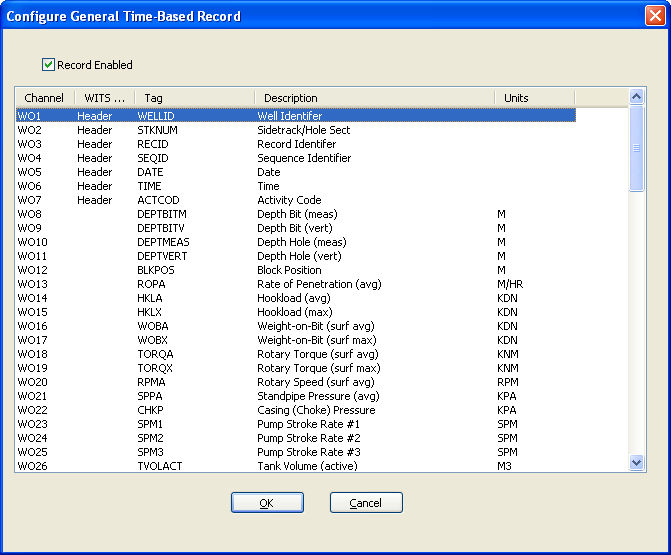 Configure General Time-Based Record
Record Enabled
Channel WITS ... Tag Description Units
WO1 Header WELLID Well Identifer
WO2 Header STKNUM Sidetrack/Hole Sect
WO3 Header RECID Record Identifer
WO4 Header SEQID Sequence Identifier
WO5 Header DATE Date
WO6 Header TIME Time
WO7 Header ACTCOD Activity Code
WO8 DEPTBITM Depth Bit (meas) M
WO9 DEPTBITV Depth Bit (vert) M
WO10 DEPTMEAS Depth Hole (meas) M
WO11 DEPTVERT Depth Hole (vert) M
WO12 BLKPOS Block Position M
WO13 ROPA Rate of Penetration (avg) M/HR
WO14 HKLA Hookload (avg) KDN
WO15 HKLX Hookload (max) KDN
WO16 WOBA Weight-on-Bit (surf avg) KDN
WO17 WOBX Weight-on-Bit (surf max) KDN
WO18 TORQA Rotary Torque (surf avg) KNM
WO19 TORQX Rotary Torque (surf max) KNM
WO20 RPMA Rotary Speed (surf avg) RPM
WO21 SPPA Standpipe Pressure (avg) KPA
WO22 CHKP Casing (Choke) Pressure KPA
WO23 SPM1 Pump Stroke Rate #1 SPM
WO24 SPM2 Pump Stroke Rate #2 SPM
WO25 SPM3 Pump Stroke Rate #3 SPM
WO26 TVOLACT Tank Volume (active) M3
OK Cancel